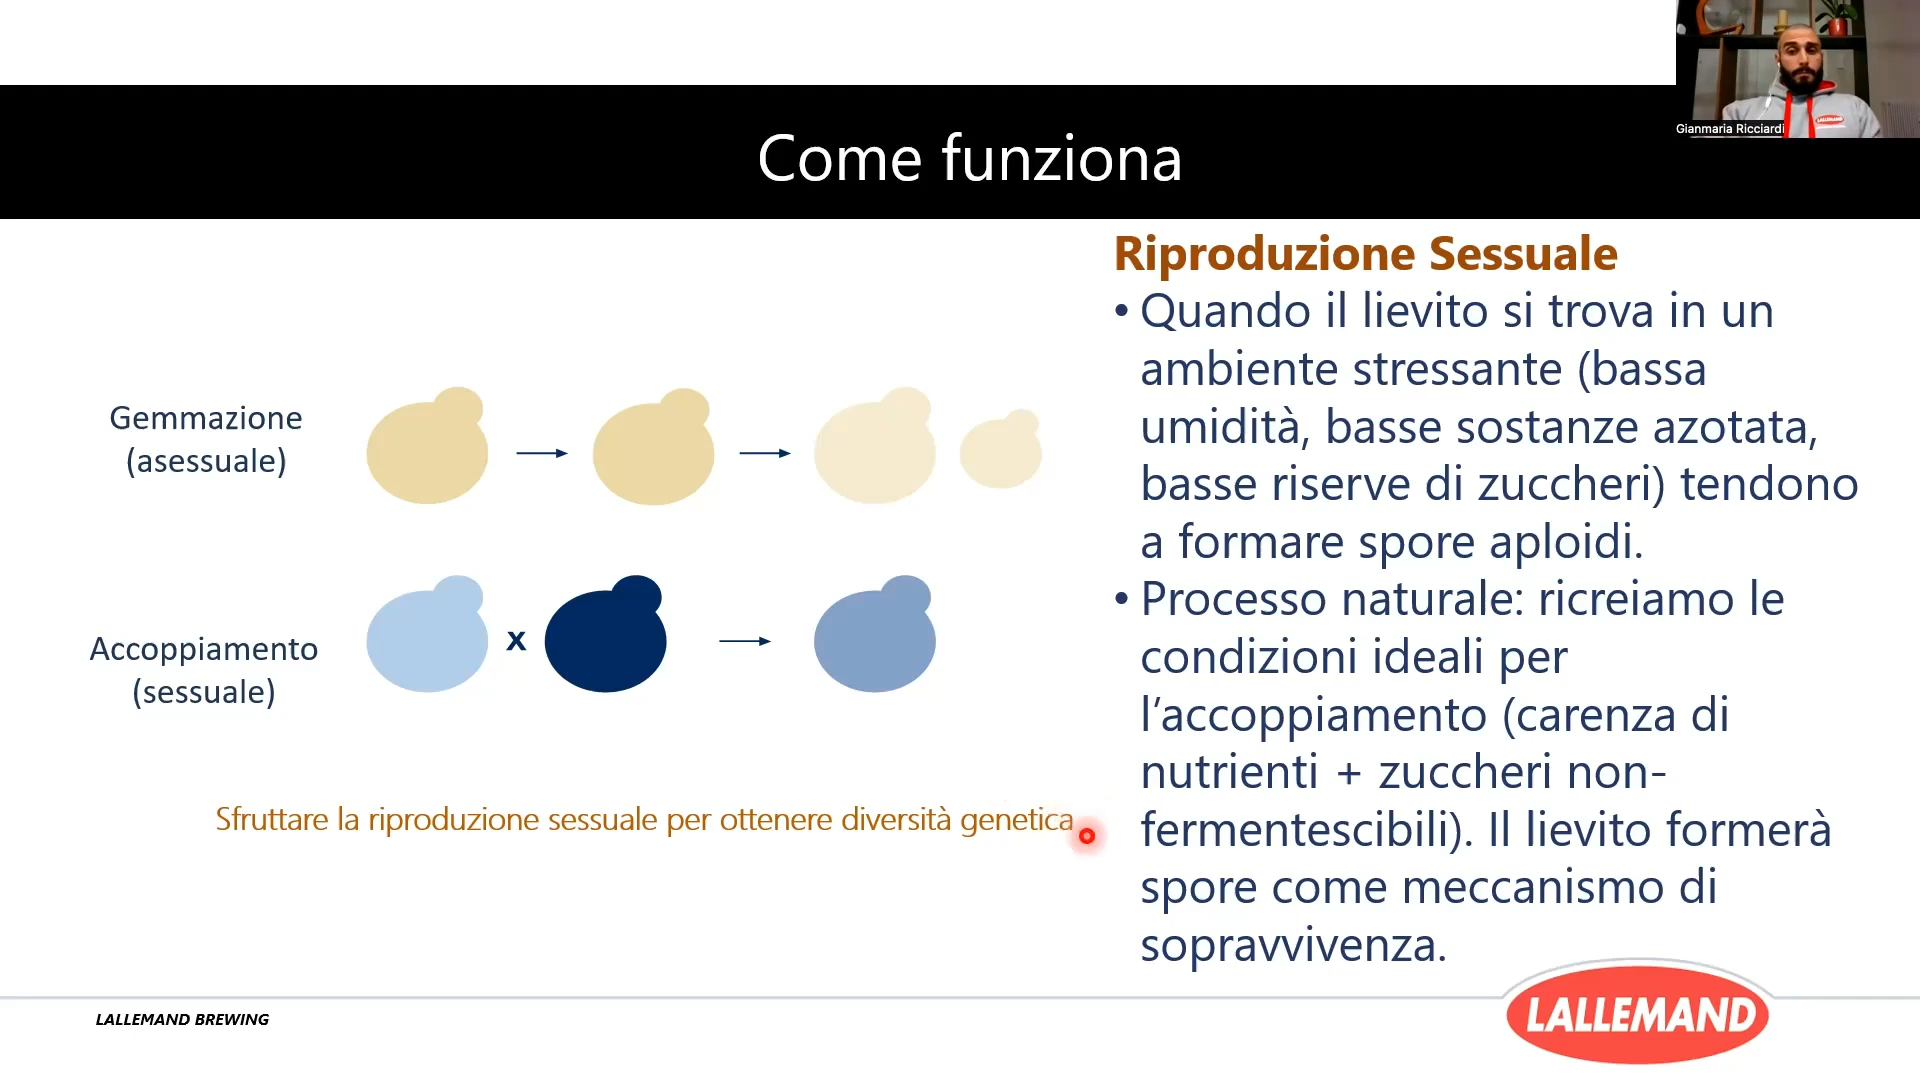 Gianmaria Ricciardi
LALLEMAND
Come funziona
Gemmazione
(asessuale)
Accoppiamento
(sessuale)
x
Sfruttare la riproduzione sessuale per ottenere diversità genetica
Riproduzione Sessuale
• Quando il lievito si trova in un
ambiente stressante (bassa
umidità, basse sostanze azotata,
basse riserve di zuccheri) tendono
a formare spore aploidi.
• Processo naturale: ricreiamo le
condizioni ideali per
l’accoppiamento (carenza di
nutrienti + zuccheri non-
fermentescibili). Il lievito formerà
spore come meccanismo di
sopravvivenza.
LALLEMAND BREWING
LALLEMAND